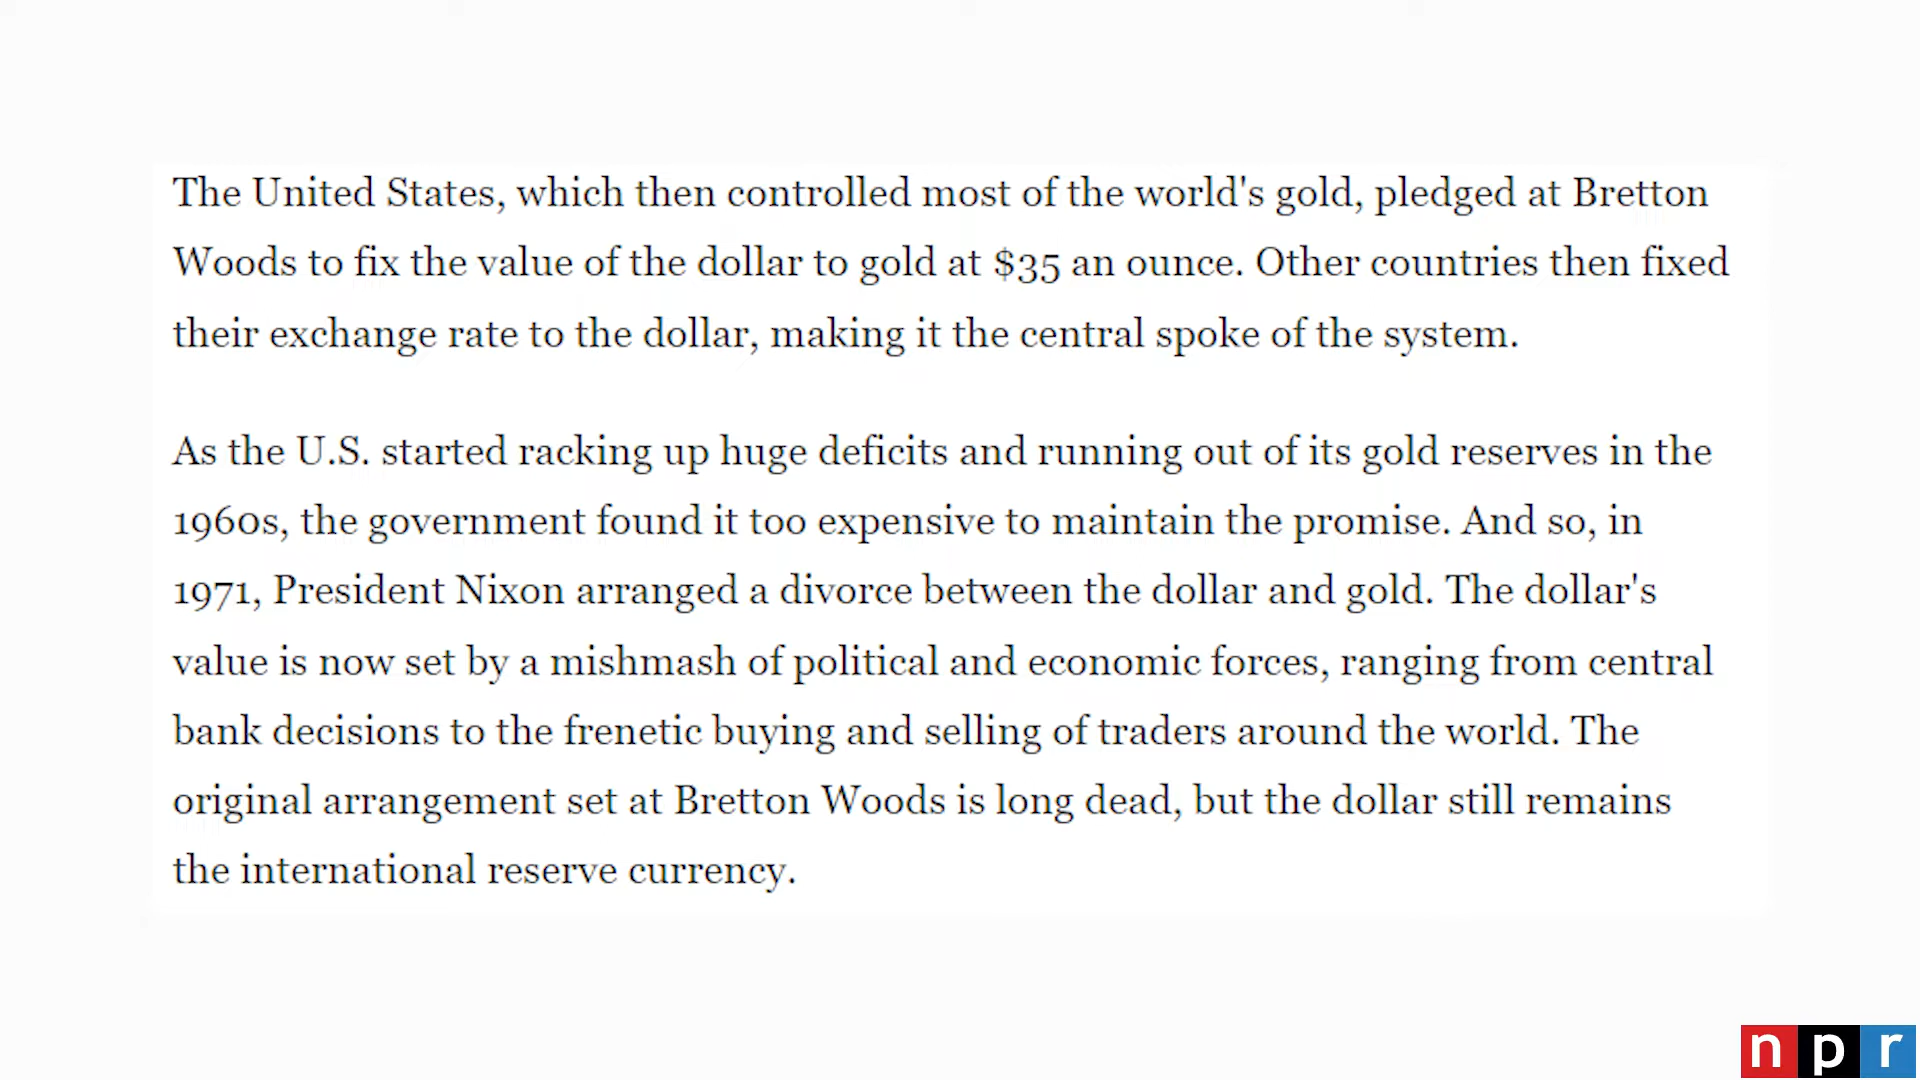 The United States, which then controlled most of the world's gold, pledged at Bretton
Woods to fix the value of the dollar to gold at $35 an ounce. Other countries then fixed
their exchange rate to the dollar, making it the central spoke of the system.
As the U.S. started racking up huge deficits and running out of its gold reserves in the
1960s, the government found it too expensive to maintain the promise. And so, in
1971, President Nixon arranged a divorce between the dollar and gold. The dollar's
value is now set by a mishmash of political and economic forces, ranging from central
bank decisions to the frenetic buying and selling of traders around the world. The
original arrangement set at Bretton Woods is long dead, but the dollar still remains
the international reserve currency.
npr